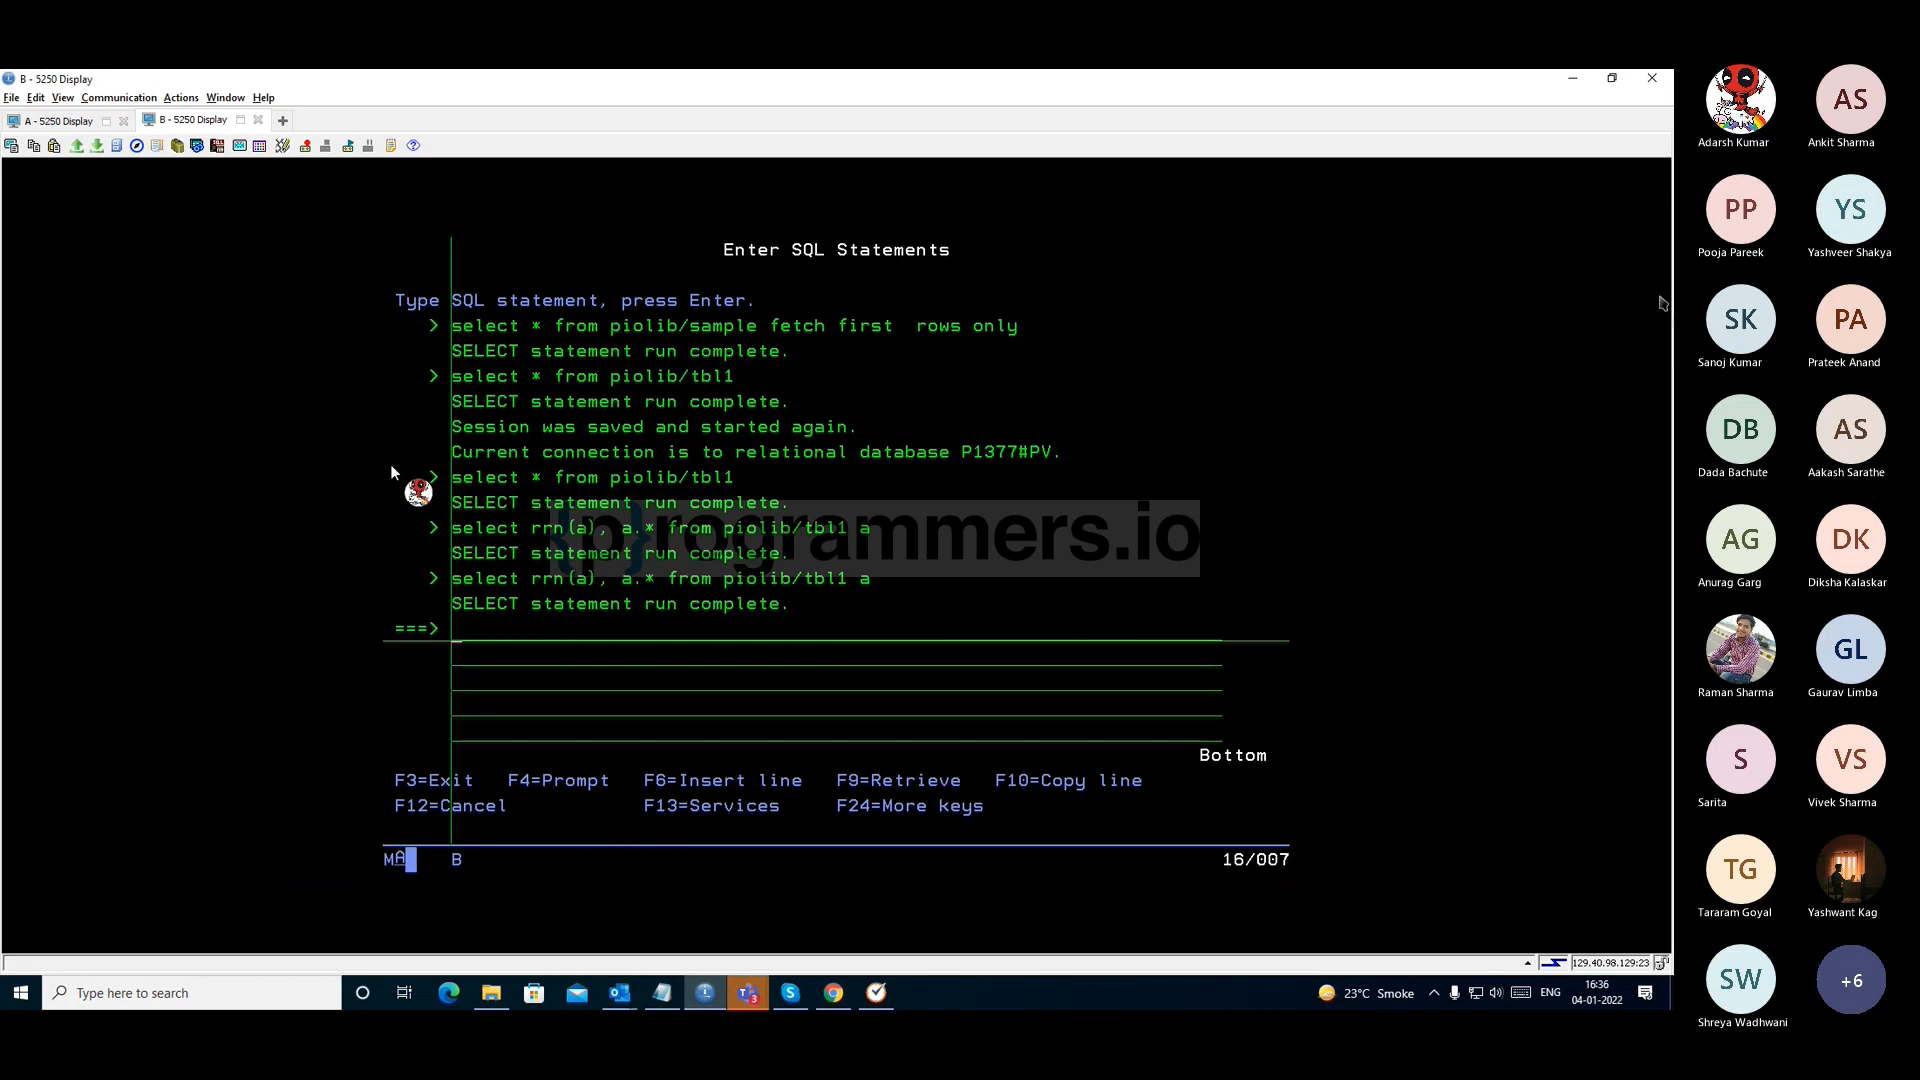 B - 5250 Display
File Edit View Communication Actions Window Help
A - 5250 Display
B - 5250 Display
Enter SQL Statements
Type SQL statement, press Enter.
> select * from piolib/sample fetch first  rows only
SELECT statement run complete.
> select * from piolib/tbl1
SELECT statement run complete.
Session was saved and started again.
Current connection is to relational database P1377#PV.
> select * from piolib/tbl1
SELECT statement run complete.
> select rrn(a), a.* from piolib/tbl1 a
SELECT statement run complete.
> select rrn(a), a.* from piolib/tbl1 a
SELECT statement run complete.
===>
{p}rogrammers.io
Bottom
F3=Exit F4=Prompt F6=Insert line F9=Retrieve F10=Copy line
F12=Cancel F13=Services F24=More keys
MA B 16/007
129.40.98.129:23
Type here to search
3
23°C Smoke
ENG
16:36
04-01-2022
Adarsh Kumar
AS
Ankit Sharma
PP
Pooja Pareek
YS
Yashveer Shakya
SK
Sanoj Kumar
PA
Prateek Anand
DB
Dada Bachute
AS
Aakash Sarathe
AG
Anurag Garg
DK
Diksha Kalaskar
Raman Sharma
GL
Gaurav Limba
S
Sarita
VS
Vivek Sharma
TG
Tararam Goyal
Yashwant Kag
SW
Shreya Wadhwani
+6